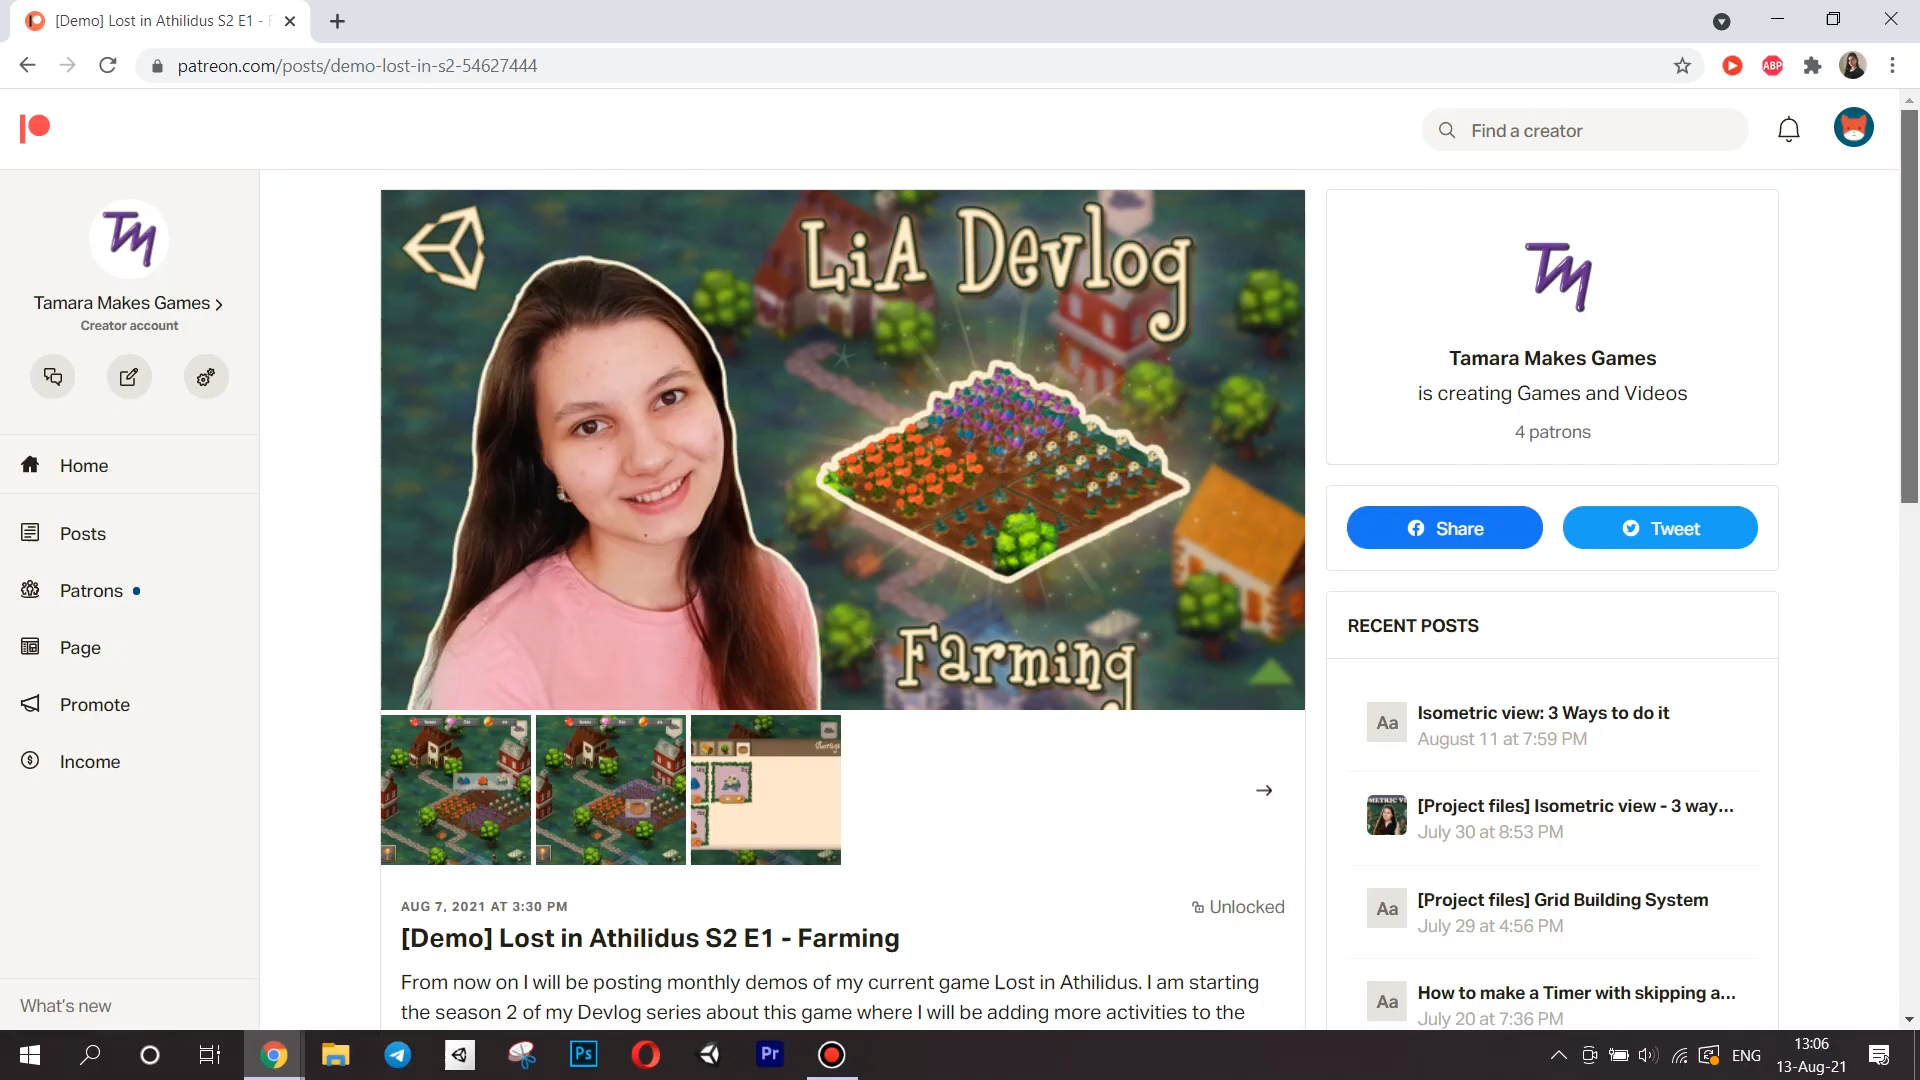 [Demo] Lost in Athilidus S2 E1 -
patreon.com/posts/demo-lost-in-s2-54627444
ABP
Find a creator
TM
Tamara Makes Games
Creator account
Home
Posts
Patrons
Page
Promote
Income
What's new
LiA Devlog
Farming
AUG 7, 2021 AT 3:30 PM
Unlocked
[Demo] Lost in Athilidus S2 E1 - Farming
From now on I will be posting monthly demos of my current game Lost in Athilidus. I am starting
the season 2 of my Devlog series about this game where I will be adding more activities to the
TM
Tamara Makes Games
is creating Games and Videos
4 patrons
Share
Tweet
RECENT POSTS
Aa
Isometric view: 3 Ways to do it
August 11 at 7:59 PM
[Project files] Isometric view - 3 way...
July 30 at 8:53 PM
Aa
[Project files] Grid Building System
July 29 at 4:56 PM
Aa
How to make a Timer with skipping a...
July 20 at 7:36 PM
Ps
Pr
ENG
13:06
13-Aug-21